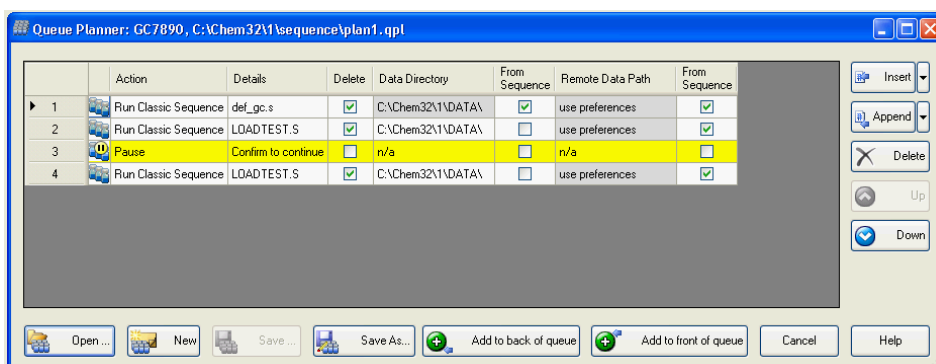 Queue Planner: GC7890, C:\Chem32\1\sequence\plan1.qpl
Action Details Delete Data Directory From Sequence Remote Data Path From Sequence
1 Run Classic Sequence def_gc.s C:\Chem32\1\DATA\ use preferences
2 Run Classic Sequence LOADTEST.S C:\Chem32\1\DATA\ use preferences
3 Pause Confirm to continue n/a n/a
4 Run Classic Sequence LOADTEST.S C:\Chem32\1\DATA\ use preferences
Insert
Append
Delete
Up
Down
Open ... New Save ... Save As... Add to back of queue Add to front of queue Cancel Help